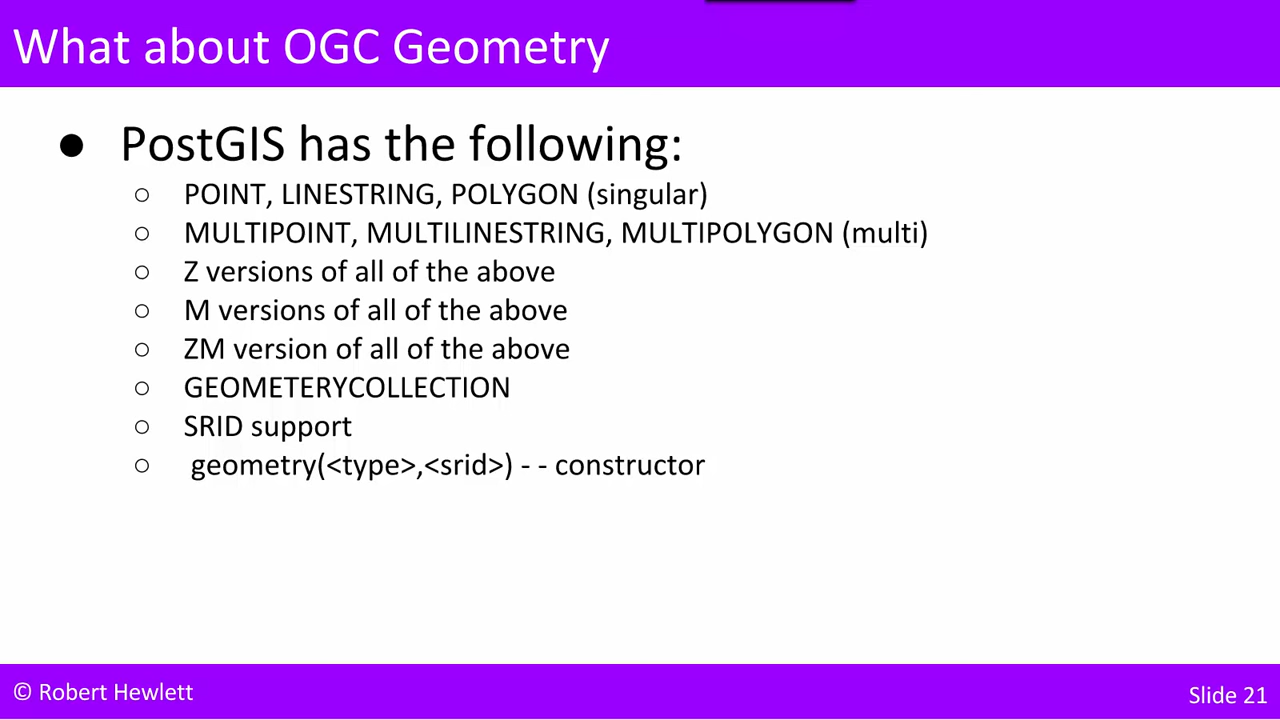 What about OGC Geometry
● PostGIS has the following:
○ POINT, LINESTRING, POLYGON (singular)
○ MULTIPOINT, MULTILINESTRING, MULTIPOLYGON (multi)
○ Z versions of all of the above
○ M versions of all of the above
○ ZM version of all of the above
○ GEOMETERYCOLLECTION
○ SRID support
○ geometry(<type>,<srid>) - - constructor
© Robert Hewlett
Slide 21